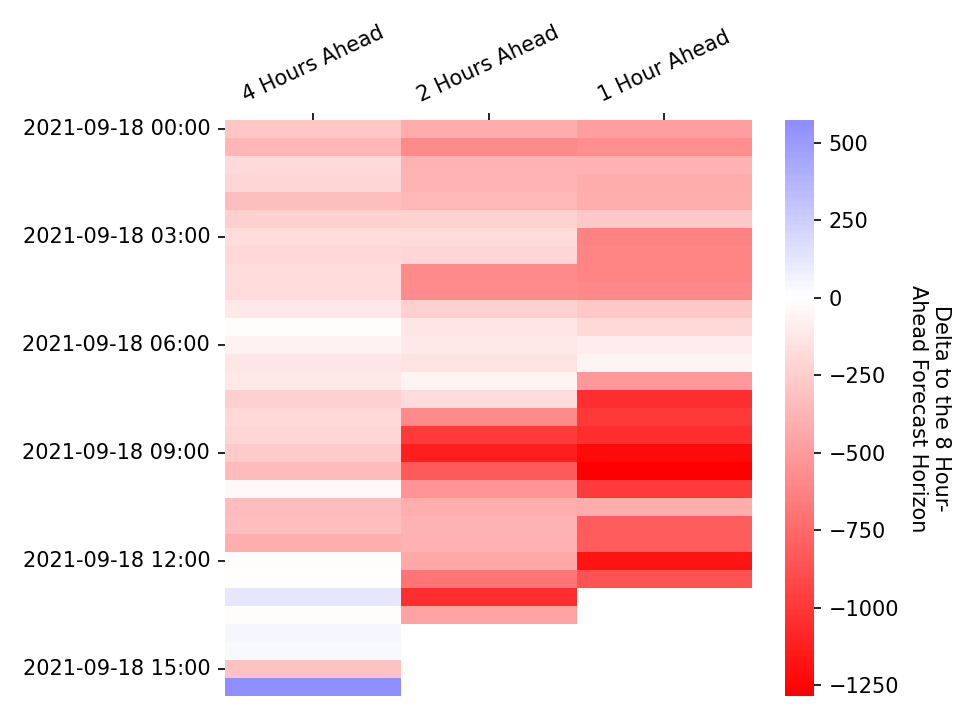 4 Hours Ahead
2 Hours Ahead
1 Hour Ahead
2021-09-18 00:00
2021-09-18 03:00
2021-09-18 06:00
2021-09-18 09:00
2021-09-18 12:00
2021-09-18 15:00
500
250
0
−250
−500
−750
−1000
−1250
Delta to the 8 Hour-
Ahead Forecast Horizon